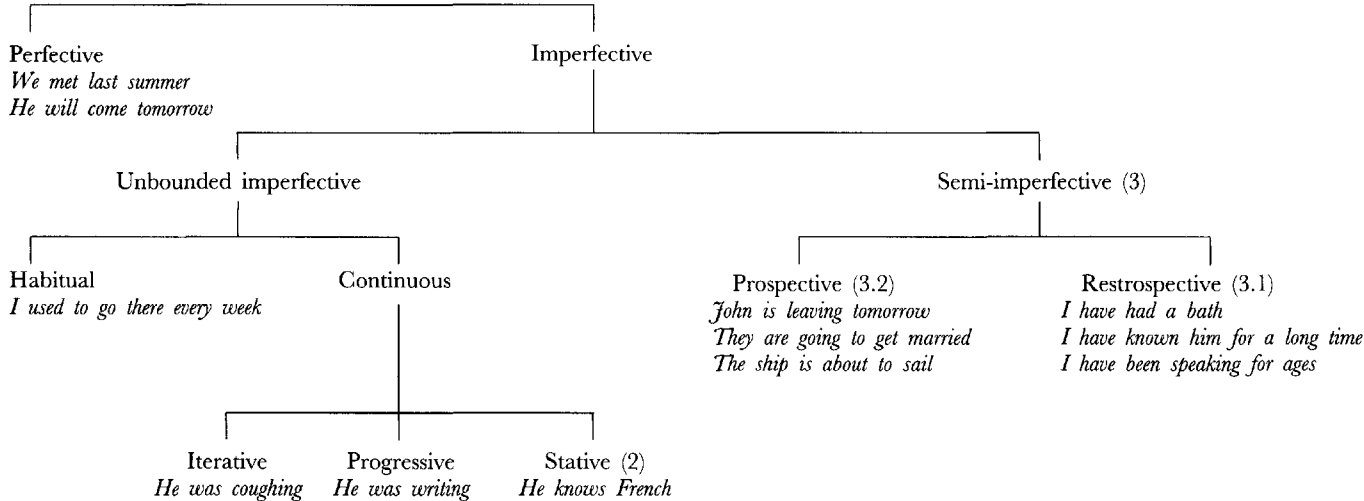 Perfective
We met last summer
He will come tomorrow
Imperfective
Unbounded imperfective
Semi-imperfective (3)
Habitual
I used to go there every week
Continuous
Prospective (3.2)
John is leaving tomorrow
They are going to get married
The ship is about to sail
Restrospective (3.1)
I have had a bath
I have known him for a long time
I have been speaking for ages
Iterative
He was coughing
Progressive
He was writing
Stative (2)
He knows French